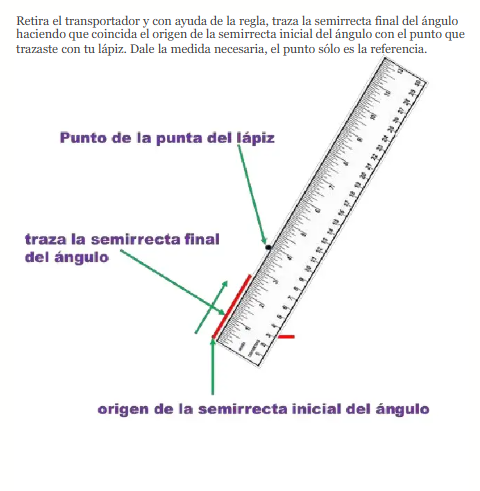 Retira el transportador y con ayuda de la regla, traza la semirrecta final del ángulo
haciendo que coincida el origen de la semirrecta inicial del ángulo con el punto que
trazaste con tu lápiz. Dale la medida necesaria, el punto sólo es la referencia.
Punto de la punta del lápiz
traza la semirrecta final
del ángulo
origen de la semirrecta inicial del ángulo